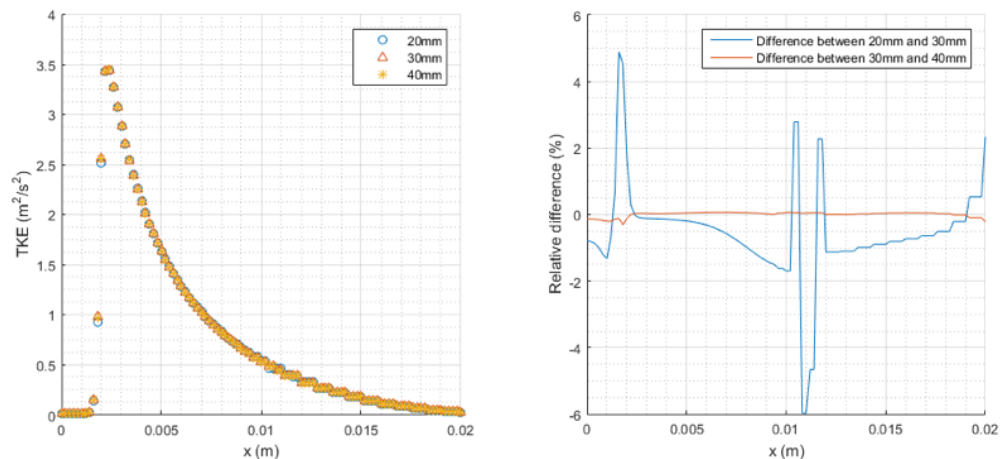 4
3.5
3
2.5
2
1.5
1
0.5
0
TKE (m²/s²)
20mm
30mm
40mm
0
0.005
0.01
0.015
0.02
x (m)
6
4
2
0
-2
-4
-6
Relative difference (%)
Difference between 20mm and 30mm
Difference between 30mm and 40mm
0
0.005
0.01
0.015
0.02
x (m)